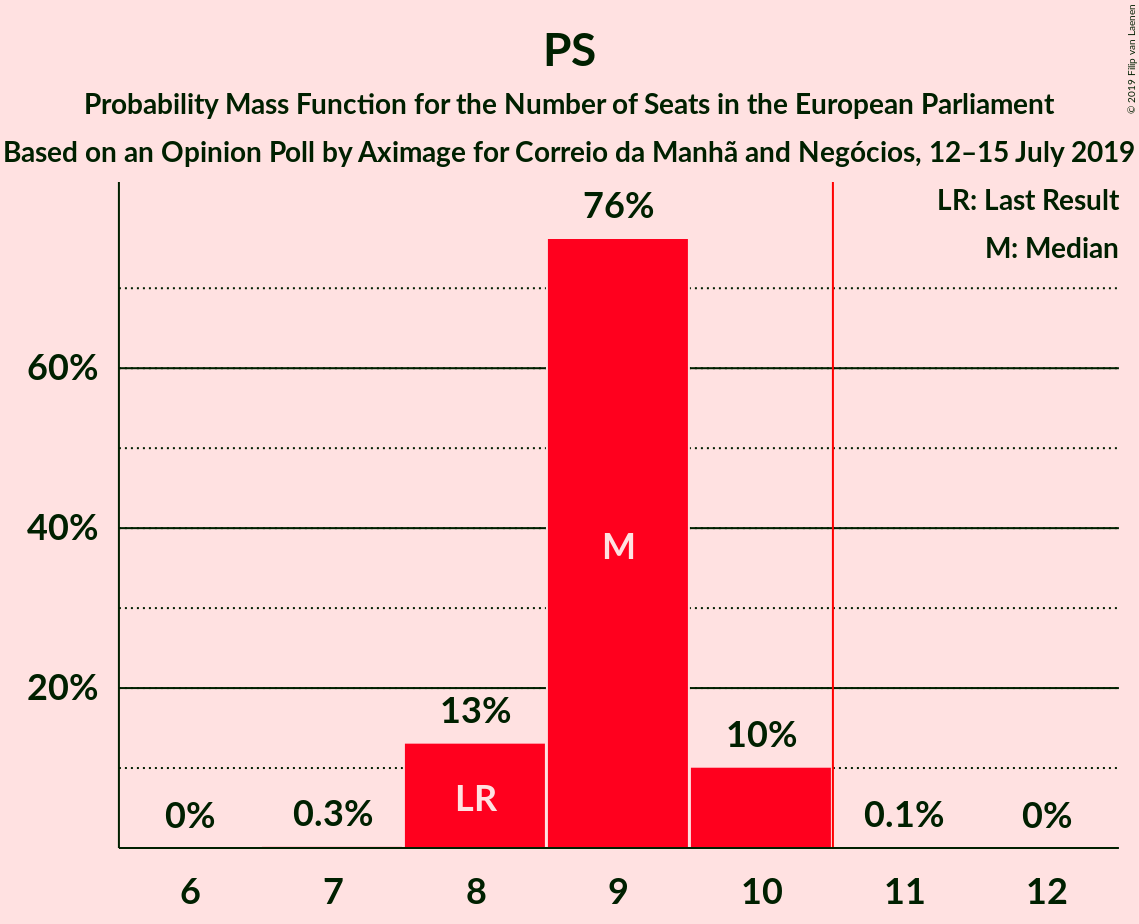 PS
Probability Mass Function for the Number of Seats in the European Parliament
Based on an Opinion Poll by Aximage for Correio da Manhã and Negócios, 12–15 July 2019
© 2019 Filip van Laenen
LR: Last Result
M: Median
76%
60%
40%
20%
M
13%
10%
LR
0%
0.3%
0.1%
0%
6 7 8 9 10 11 12